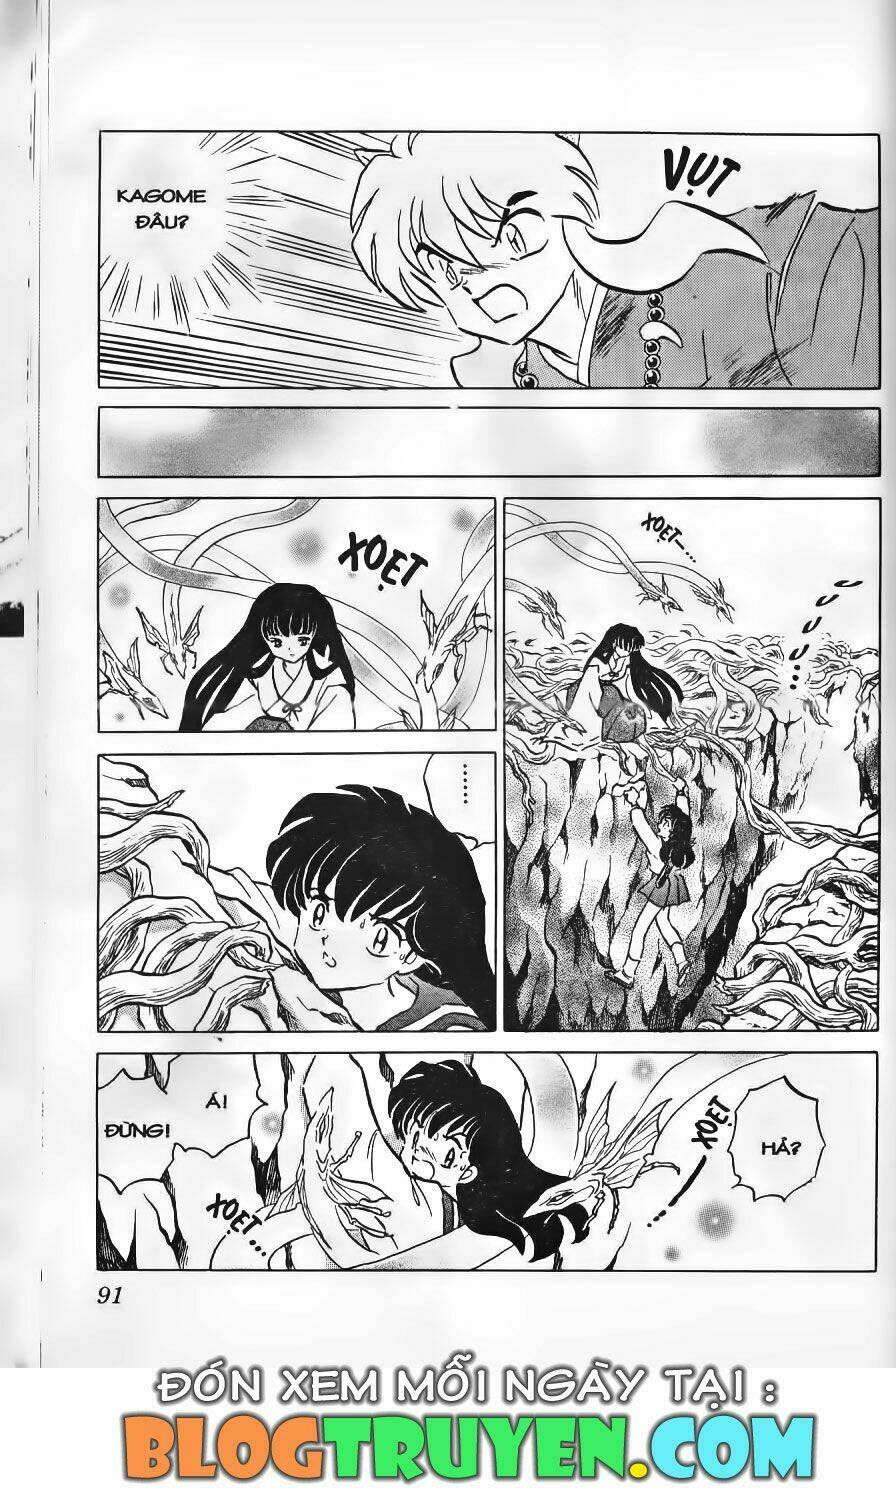 KAGOME
ĐÂU?
VỤT
XOẸT
XOẸT–...
.......
HẢ?
XOẸT
Á!
ĐỪNG!
XOẸT...
91
ĐÓN XEM MỖI NGÀY TẠI :
BLOGTRUYEN.COM